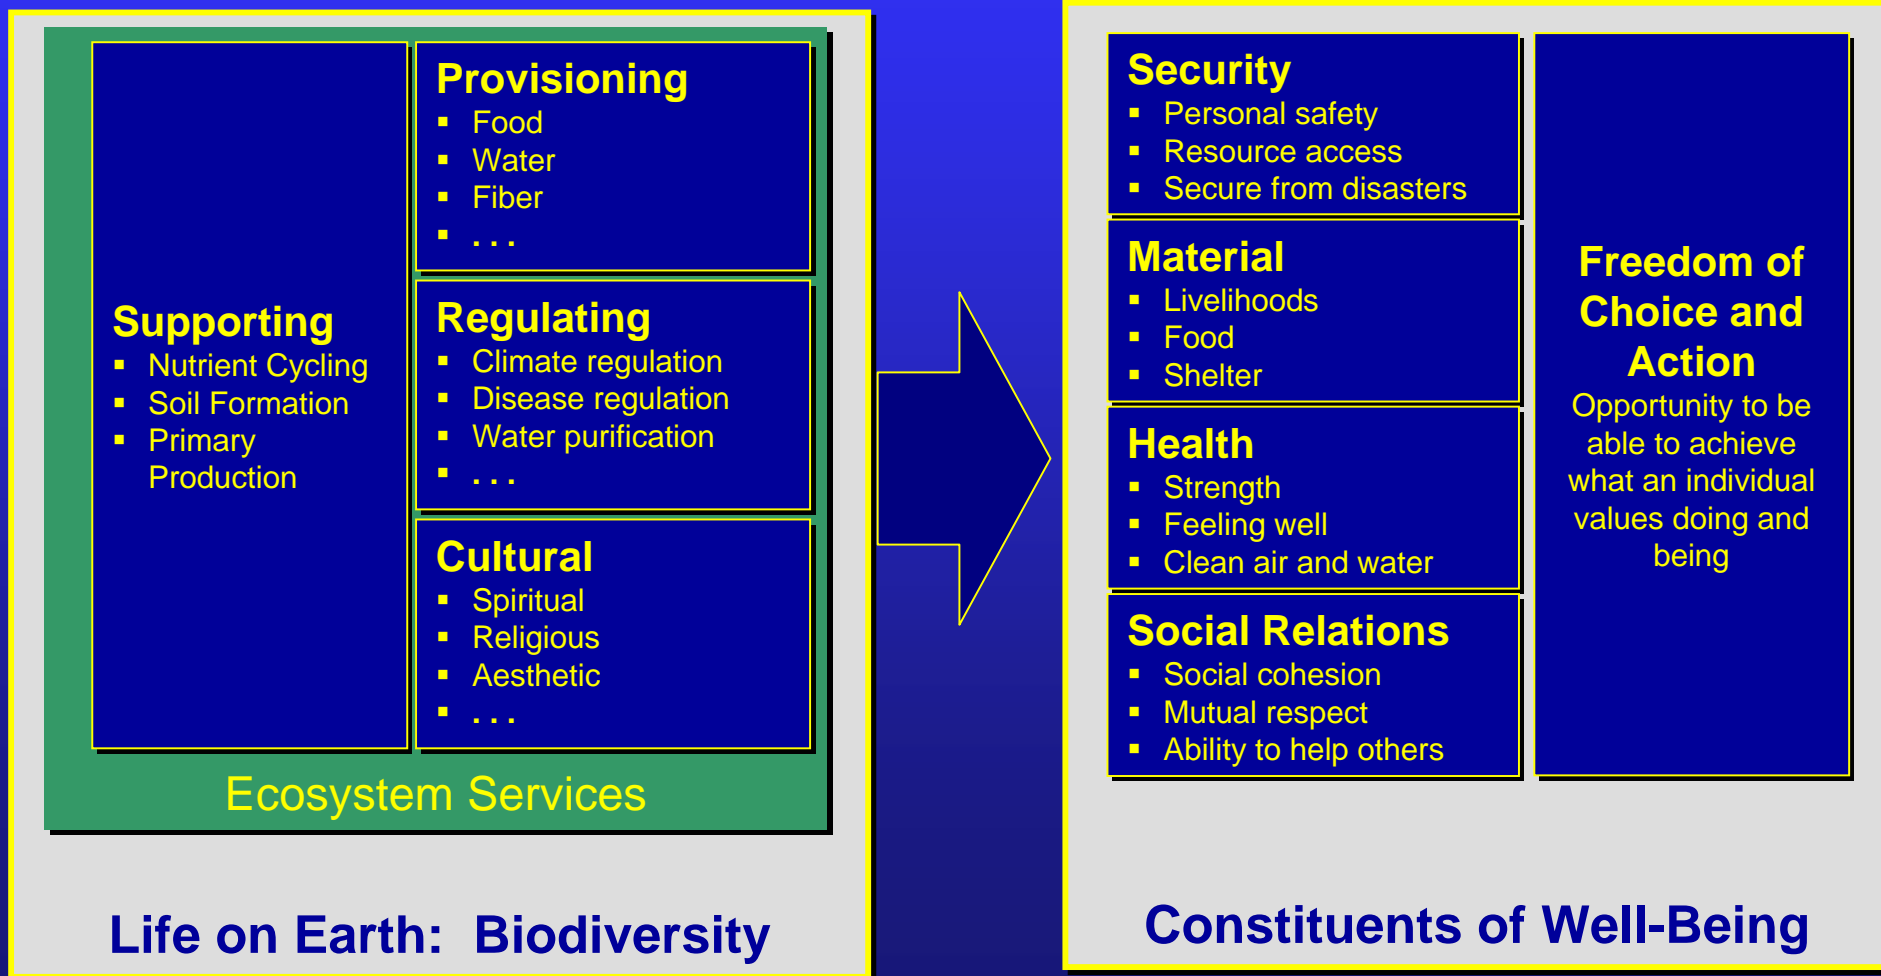 Supporting
▪ Nutrient Cycling
▪ Soil Formation
▪ Primary
Production
Provisioning
▪ Food
▪ Water
▪ Fiber
▪ . . .
Regulating
▪ Climate regulation
▪ Disease regulation
▪ Water purification
▪ . . .
Cultural
▪ Spiritual
▪ Religious
▪ Aesthetic
▪ . . .
Ecosystem Services
Life on Earth: Biodiversity
Security
▪ Personal safety
▪ Resource access
▪ Secure from disasters
Material
▪ Livelihoods
▪ Food
▪ Shelter
Health
▪ Strength
▪ Feeling well
▪ Clean air and water
Social Relations
▪ Social cohesion
▪ Mutual respect
▪ Ability to help others
Freedom of
Choice and
Action
Opportunity to be
able to achieve
what an individual
values doing and
being
Constituents of Well-Being